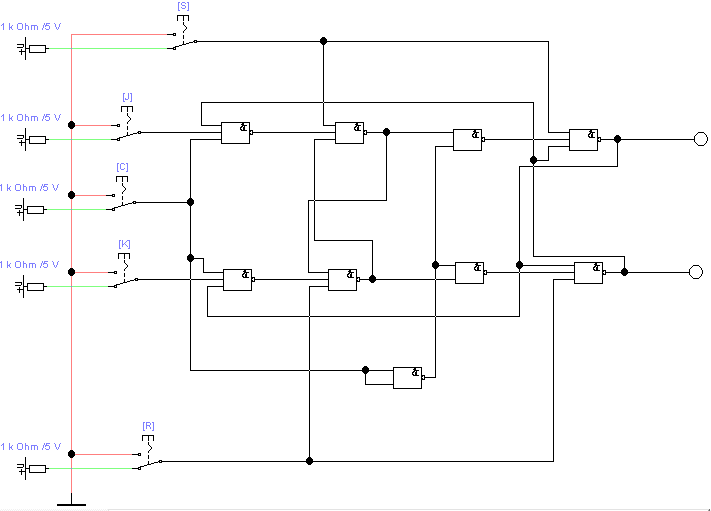 [S]
1 k Ohm /5 V
[J]
1 k Ohm /5 V
&
&
&
&
[C]
1 k Ohm /5 V
[K]
1 k Ohm /5 V
&
&
&
&
&
[R]
1 k Ohm /5 V